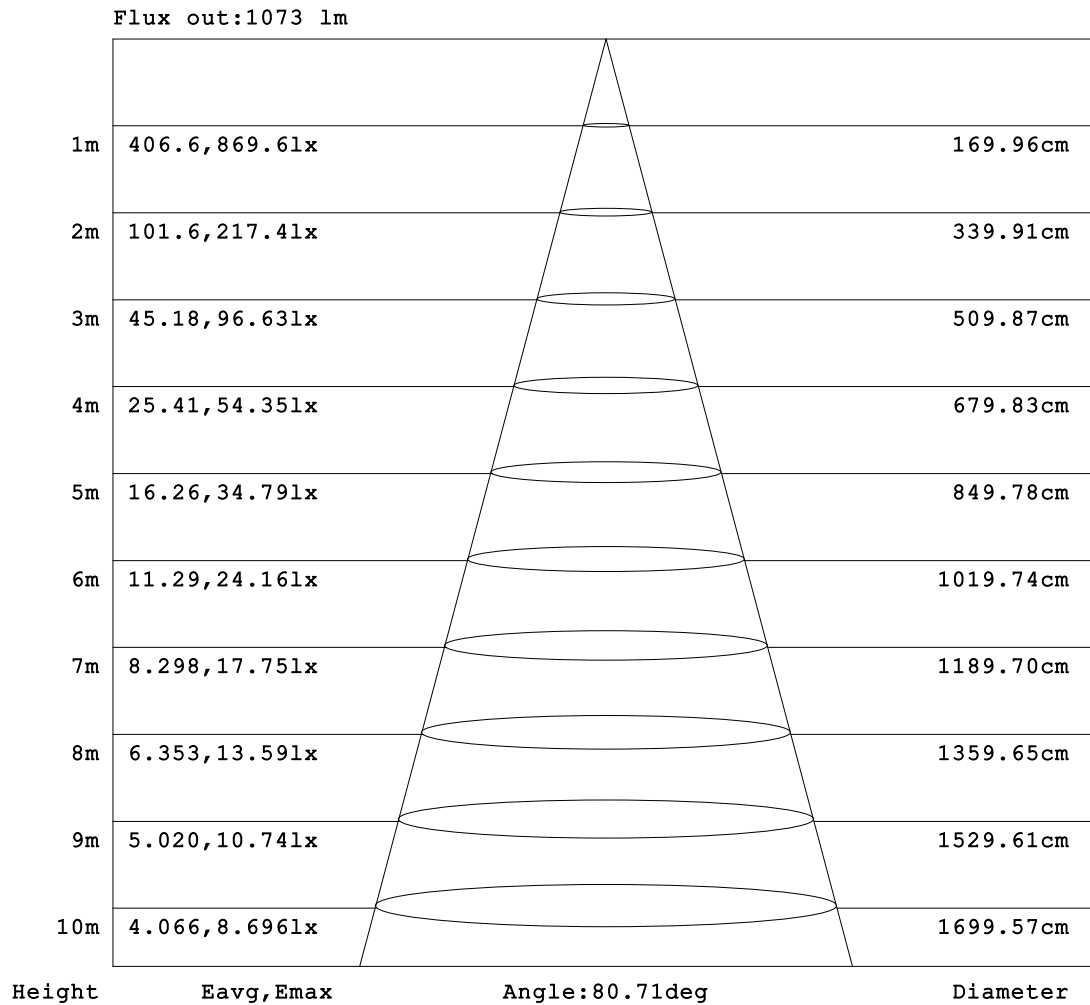 Flux out:1073 lm
1m 406.6,869.6lx 169.96cm
2m 101.6,217.4lx 339.91cm
3m 45.18,96.63lx 509.87cm
4m 25.41,54.35lx 679.83cm
5m 16.26,34.79lx 849.78cm
6m 11.29,24.16lx 1019.74cm
7m 8.298,17.75lx 1189.70cm
8m 6.353,13.59lx 1359.65cm
9m 5.020,10.74lx 1529.61cm
10m 4.066,8.696lx 1699.57cm
Height Eavg,Emax Angle:80.71deg Diameter